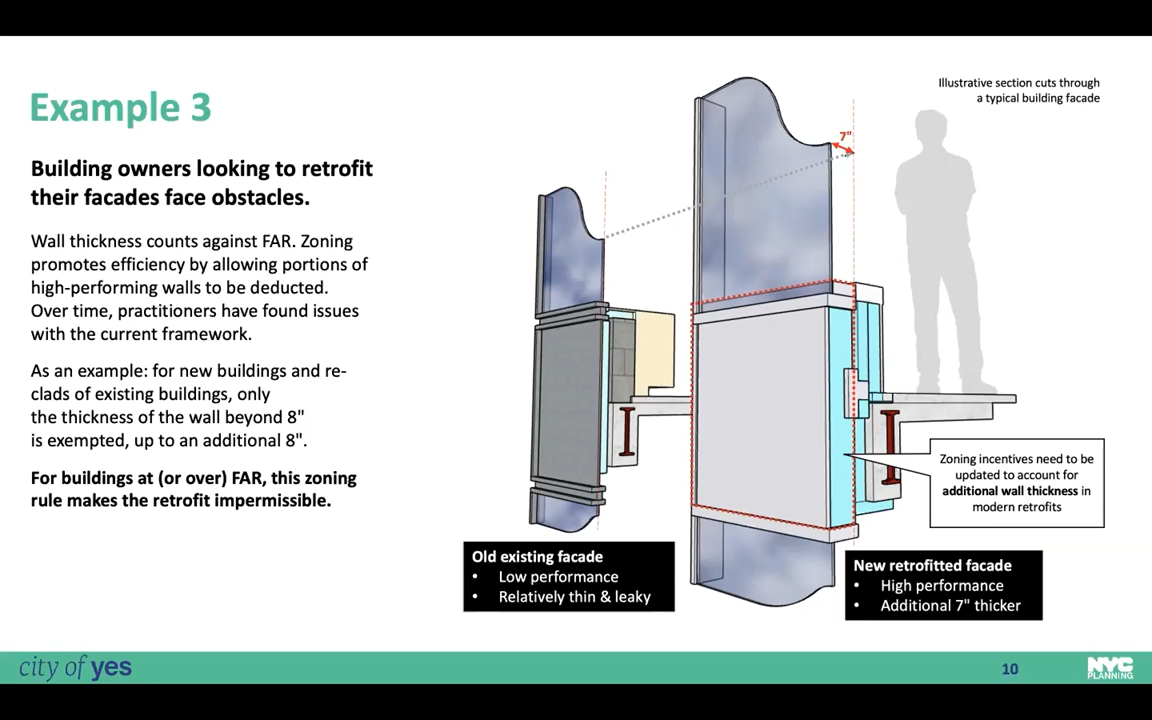 Example 3
Building owners looking to retrofit
their facades face obstacles.
Wall thickness counts against FAR. Zoning
promotes efficiency by allowing portions of
high-performing walls to be deducted.
Over time, practitioners have found issues
with the current framework.
As an example: for new buildings and re-
clads of existing buildings, only
the thickness of the wall beyond 8"
is exempted, up to an additional 8".
For buildings at (or over) FAR, this zoning
rule makes the retrofit impermissible.
Illustrative section cuts through
a typical building facade
7"
Zoning incentives need to be
updated to account for
additional wall thickness in
modern retrofits
Old existing facade
• Low performance
• Relatively thin & leaky
New retrofitted facade
• High performance
• Additional 7" thicker
city of yes
10
NYC
PLANNING